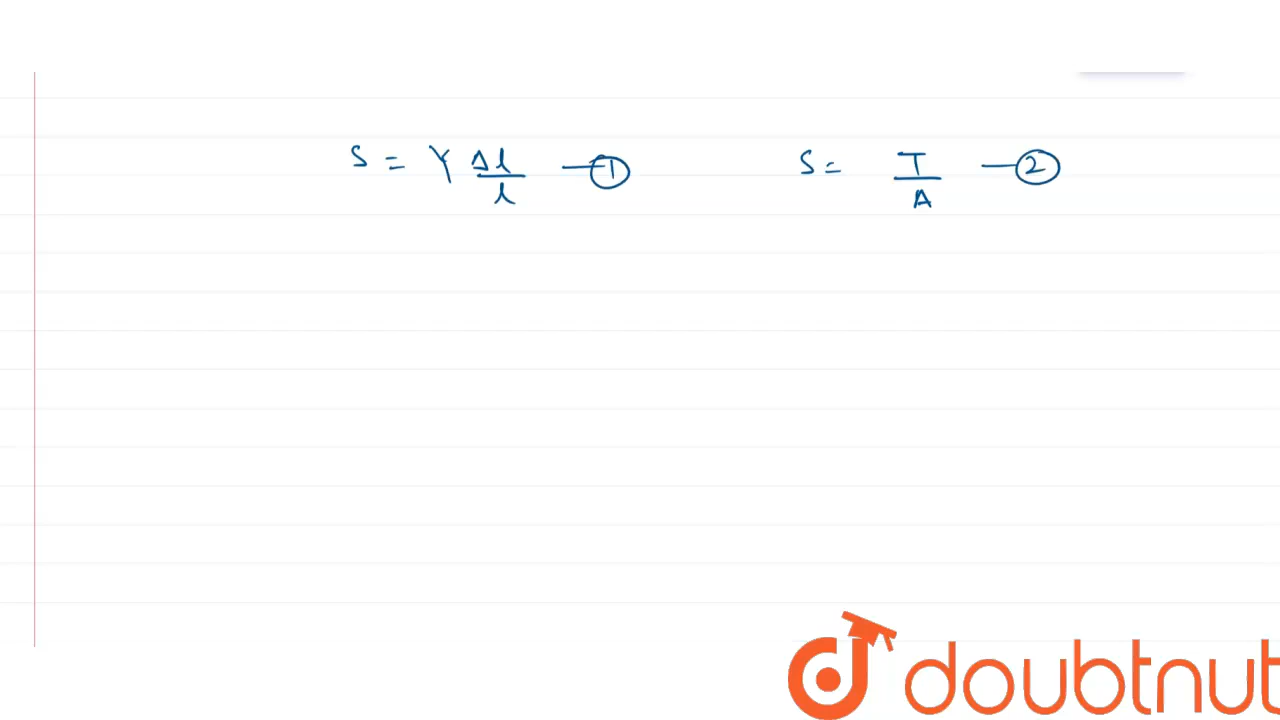 S = Y Δl/l —① S = T/A —②
doubtnut